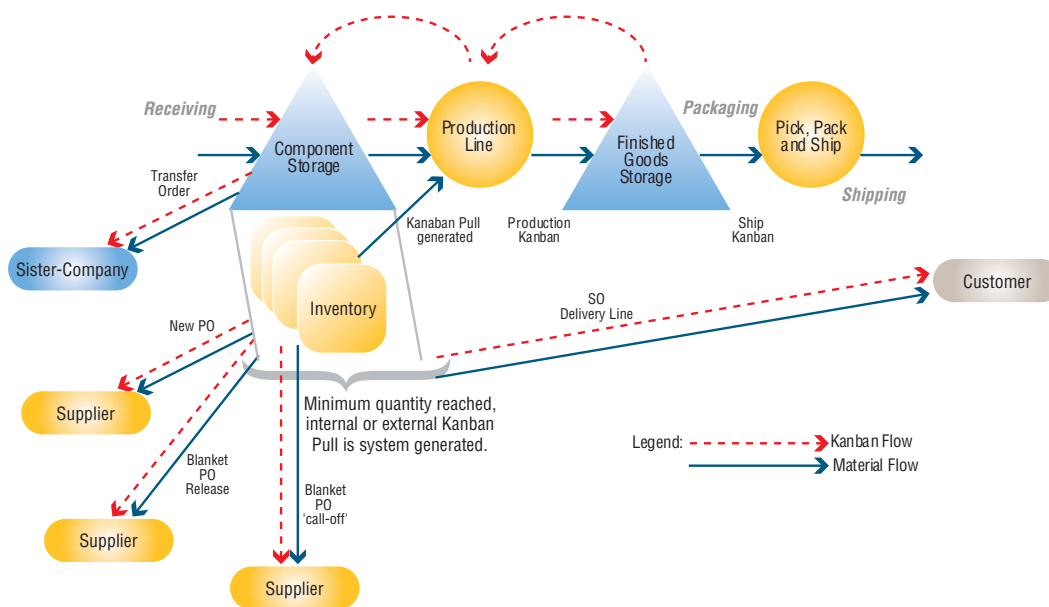 Receiving
Component
Storage
Production
Line
Finished
Goods
Storage
Packaging
Pick, Pack
and Ship
Shipping
Transfer
Order
Kanaban Pull
generated
Production
Kanban
Ship
Kanban
Sister-Company
Inventory
SO
Delivery Line
Customer
New PO
Supplier
Minimum quantity reached,
internal or external Kanban
Pull is system generated.
Legend:
Kanban Flow
Material Flow
Blanket
PO
Release
Blanket
PO
'call-off'
Supplier
Supplier